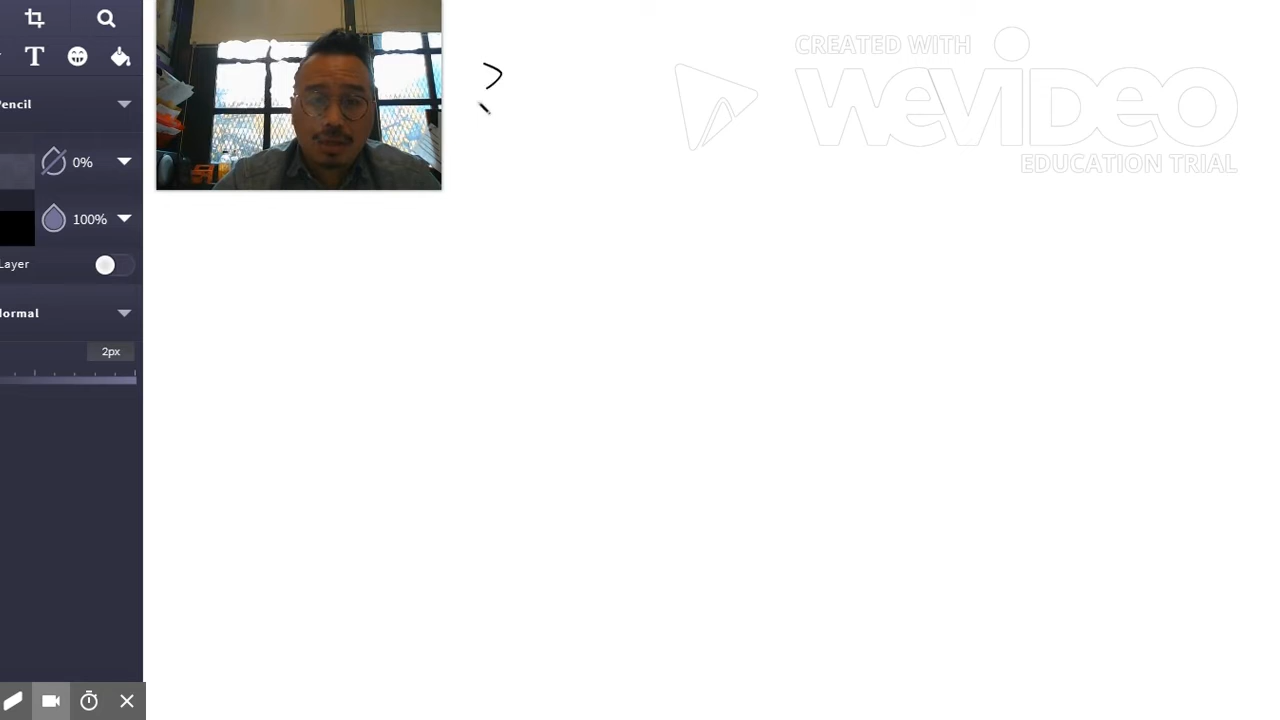 CREATED WITH
WEVIDEO
EDUCATION TRIAL
Pencil
0%
100%
Layer
Normal
2px
>